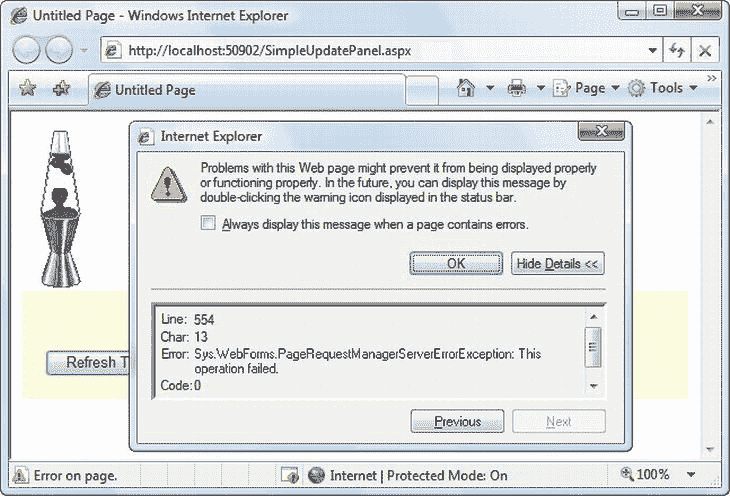 Untitled Page - Windows Internet Explorer
http://localhost:50902/SimpleUpdatePanel.aspx
Untitled Page
Page
Tools
Internet Explorer
Problems with this Web page might prevent it from being displayed properly
or functioning properly. In the future, you can display this message by
double-clicking the warning icon displayed in the status bar.
Always display this message when a page contains errors.
OK
Hide Details <<
Line: 554
Char: 13
Error: Sys.WebForms.PageRequestManagerServerErrorException: This
operation failed.
Code:0
Refresh T
Previous
Next
Error on page.
Internet | Protected Mode: On
100%